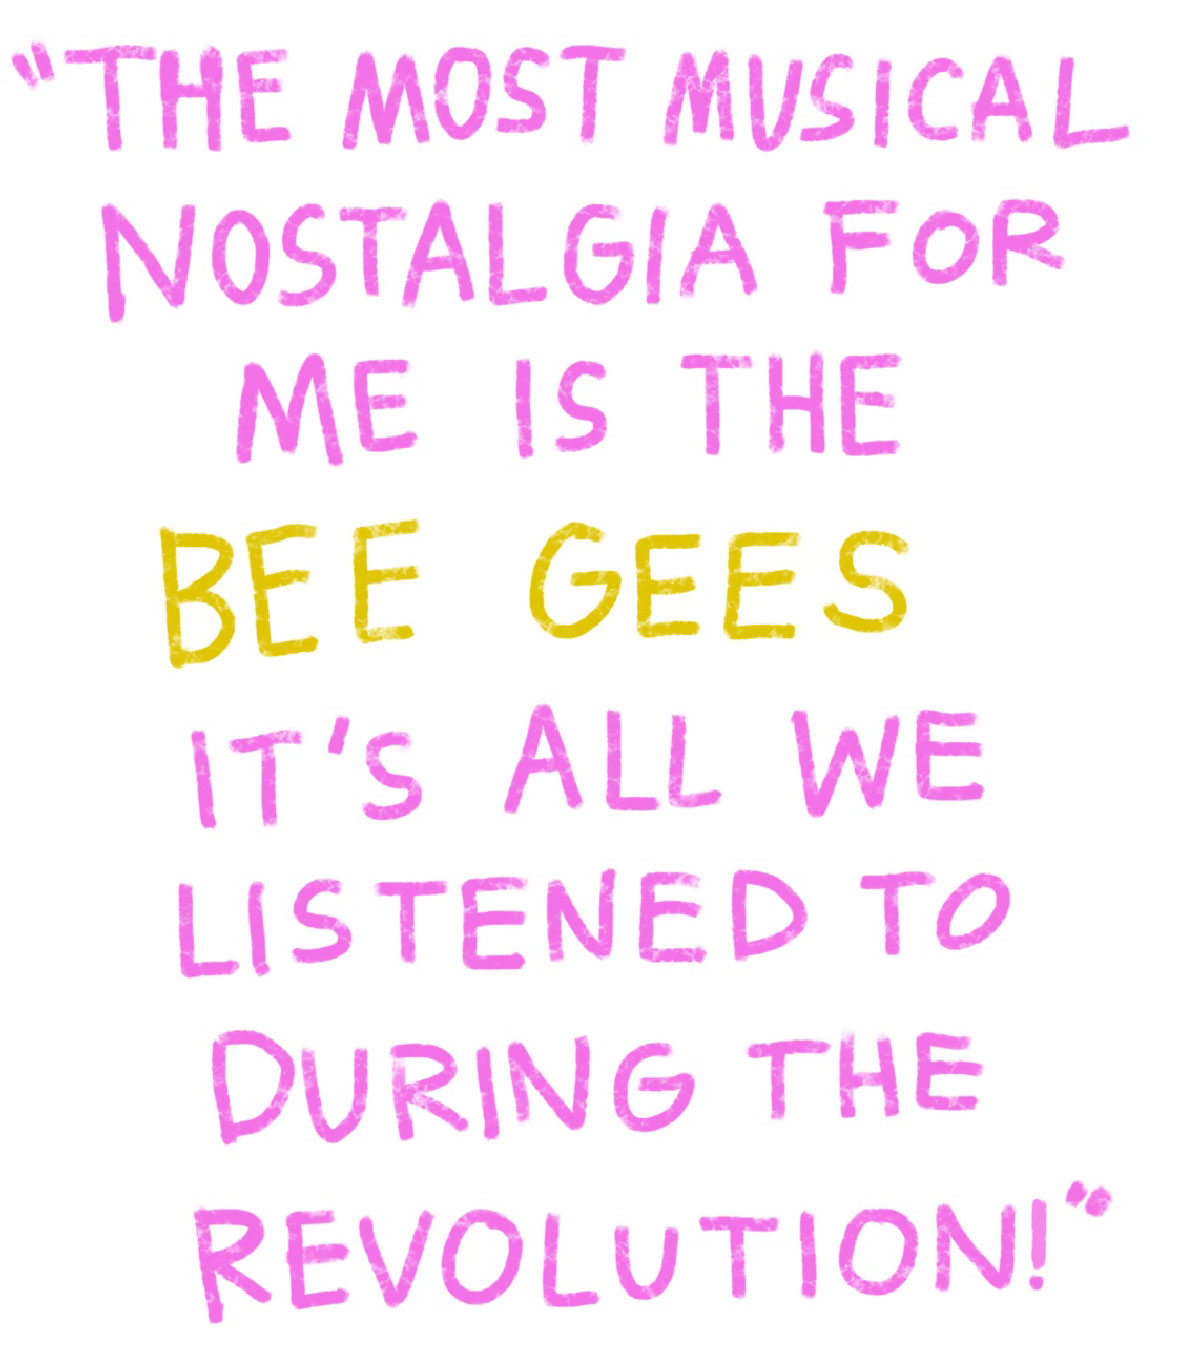 "THE MOST MUSICAL
NOSTALGIA FOR
ME IS THE
BEE GEES
IT'S ALL WE
LISTENED TO
DURING THE
REVOLUTION!"